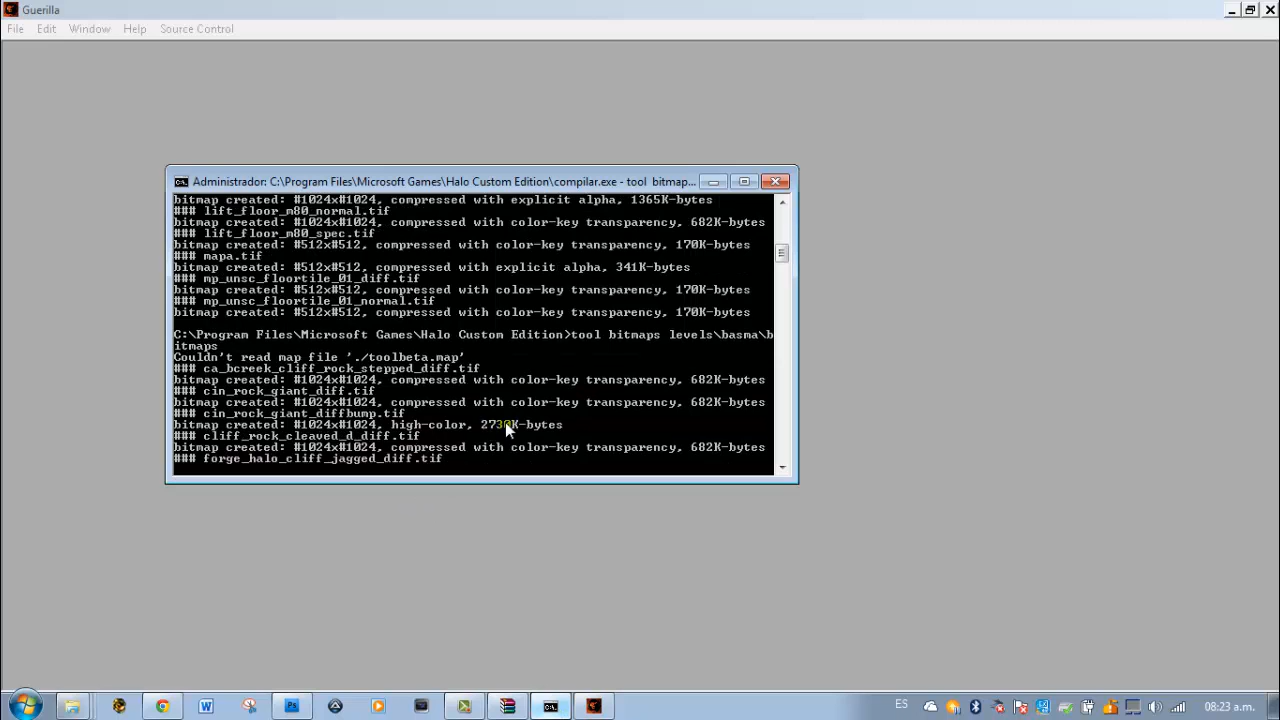 Guerilla
File Edit Window Help Source Control
Administrador: C:\Program Files\Microsoft Games\Halo Custom Edition\compilar.exe - tool bitmap...
bitmap created: #1024x#1024, compressed with explicit alpha, 1365K-bytes
### lift_floor_m80_normal.tif
bitmap created: #1024x#1024, compressed with color-key transparency, 682K-bytes
### lift_floor_m80_spec.tif
bitmap created: #512x#512, compressed with color-key transparency, 170K-bytes
### mapa.tif
bitmap created: #512x#512, compressed with explicit alpha, 341K-bytes
### mp_unsc_floortile_01_diff.tif
bitmap created: #512x#512, compressed with color-key transparency, 170K-bytes
### mp_unsc_floortile_01_normal.tif
bitmap created: #512x#512, compressed with color-key transparency, 170K-bytes
C:\Program Files\Microsoft Games\Halo Custom Edition>tool bitmaps levels\basma\b
itmaps
Couldn't read map file './toolbeta.map'
### ca_bcreek_cliff_rock_stepped_diff.tif
bitmap created: #1024x#1024, compressed with color-key transparency, 682K-bytes
### cin_rock_giant_diff.tif
bitmap created: #1024x#1024, compressed with color-key transparency, 682K-bytes
### cin_rock_giant_diffbump.tif
bitmap created: #1024x#1024, high-color, 2730K-bytes
### cliff_rock_cleaved_d_diff.tif
bitmap created: #1024x#1024, compressed with color-key transparency, 682K-bytes
### forge_halo_cliff_jagged_diff.tif
ES 08:23 a.m.